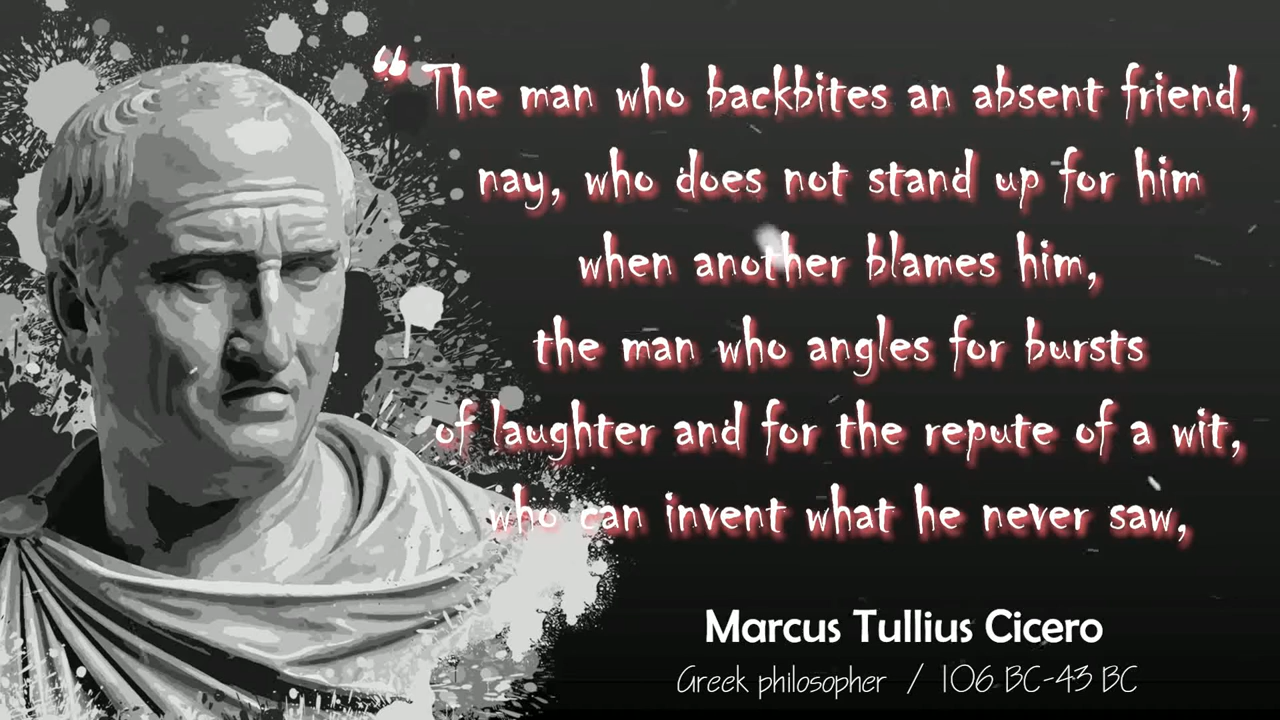 “The man who backbites an absent friend,
nay, who does not stand up for him
when another blames him,
the man who angles for bursts
of laughter and for the repute of a wit,
who can invent what he never saw,
Marcus Tullius Cicero
Greek philosopher / 106 BC-43 BC